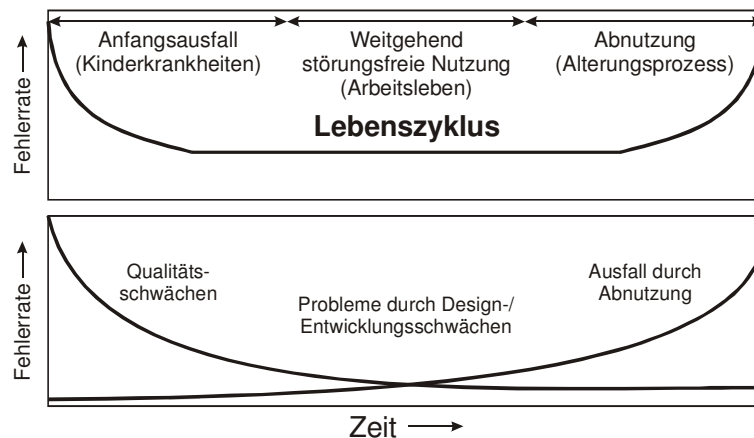 Anfangsausfall
(Kinderkrankheiten)
Weitgehend
störungsfreie Nutzung
(Arbeitsleben)
Abnutzung
(Alterungsprozess)
Lebenszyklus
Fehlerrate
Qualitäts-
schwächen
Probleme durch Design-/
Entwicklungsschwächen
Ausfall durch
Abnutzung
Fehlerrate
Zeit